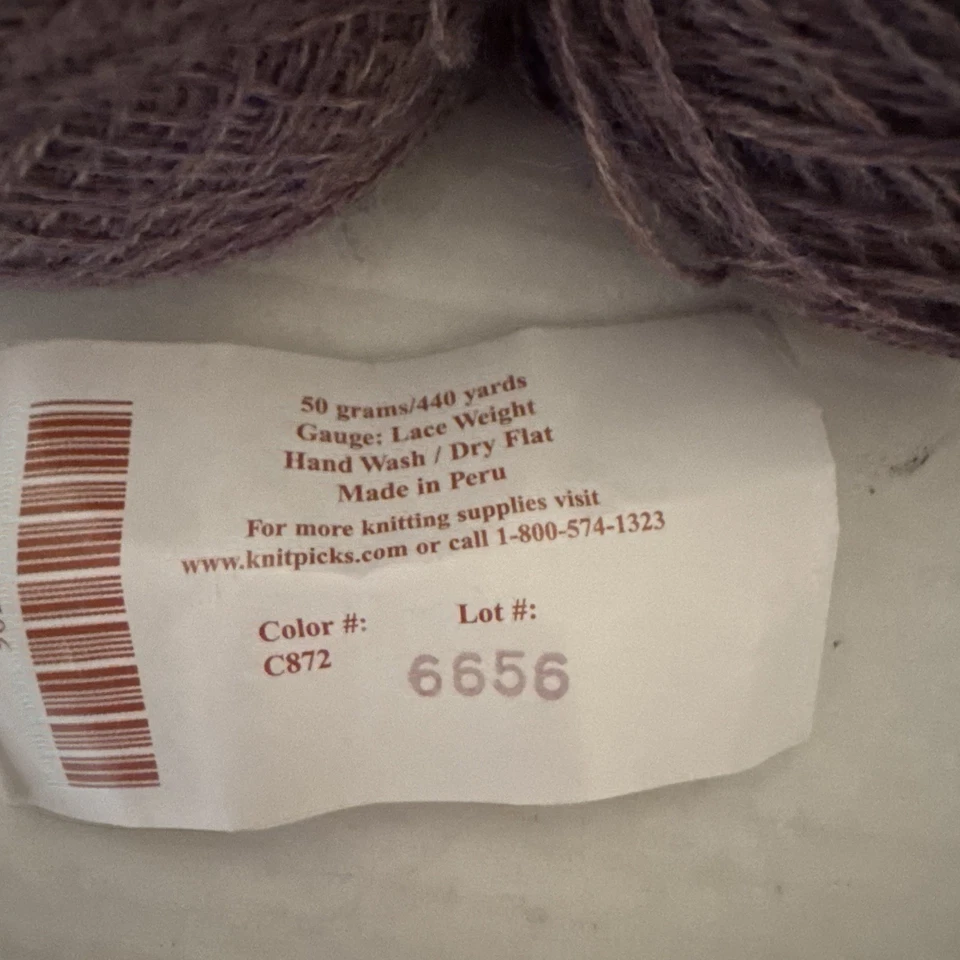 50 grams/440 yards
Gauge: Lace Weight
Hand Wash / Dry Flat
Made in Peru
For more knitting supplies visit
www.knitpicks.com or call 1-800-574-1323
Color #: Lot #:
C872 6656